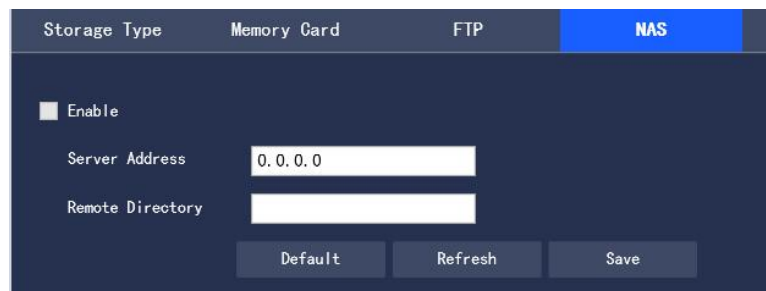 Storage Type Memory Card FTP NAS
Enable
Server Address 0.0.0.0
Remote Directory
Default Refresh Save